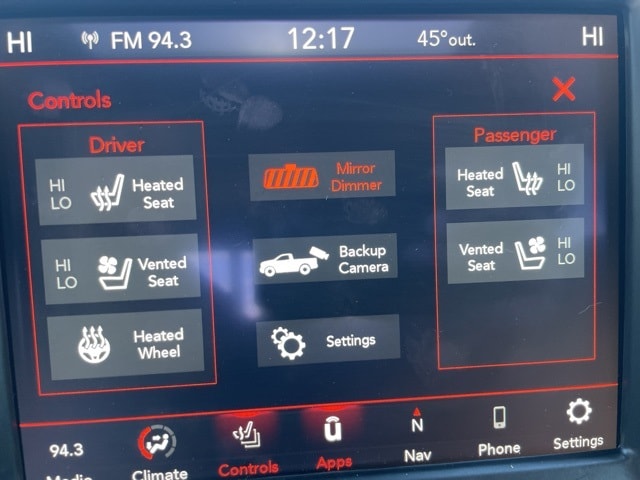 HI FM 94.3 12:17 45°out. HI
Controls
Driver
HI
LO
Heated
Seat
HI
LO
Vented
Seat
Heated
Wheel
Mirror
Dimmer
Backup
Camera
Settings
Passenger
Heated
Seat
HI
LO
Vented
Seat
HI
LO
94.3
Media
Climate
Controls
Apps
N
Nav
Phone
Settings